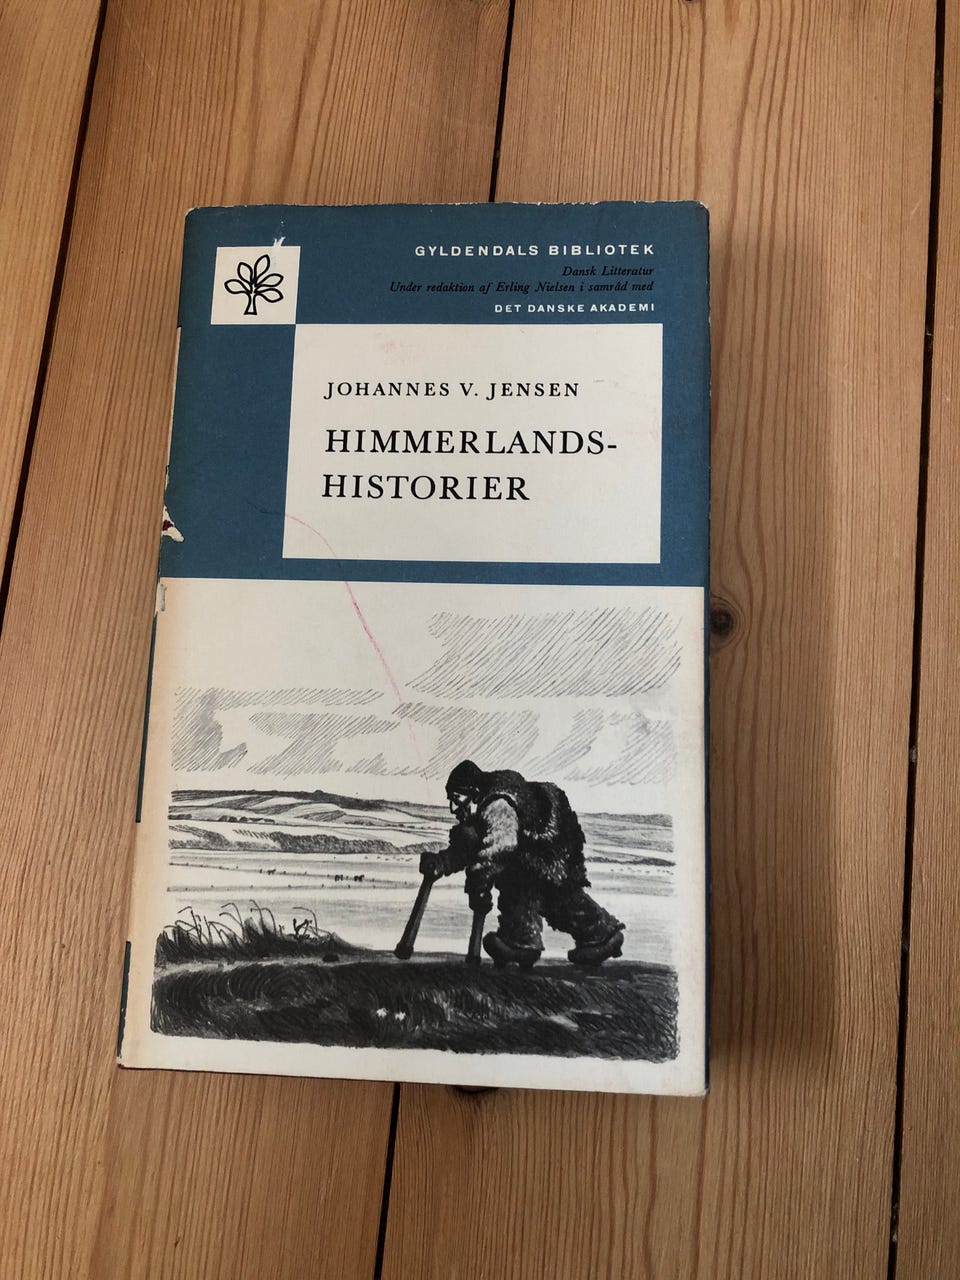 GYLDENDALS BIBLIOTEK
Dansk Litteratur
Under redaktion af Erling Nielsen i samråd med
DET DANSKE AKADEMI
JOHANNES V. JENSEN
HIMMERLANDS-
HISTORIER